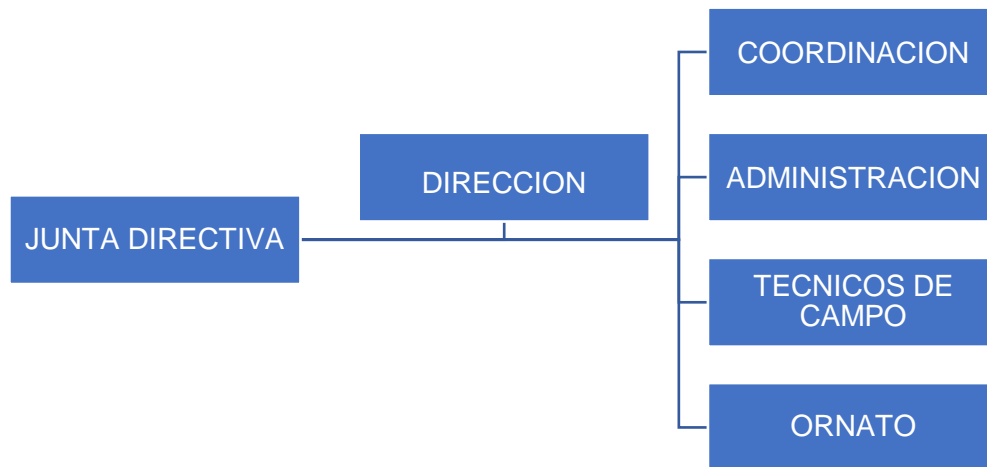 JUNTA DIRECTIVA
DIRECCION
COORDINACION
ADMINISTRACION
TECNICOS DE
CAMPO
ORNATO